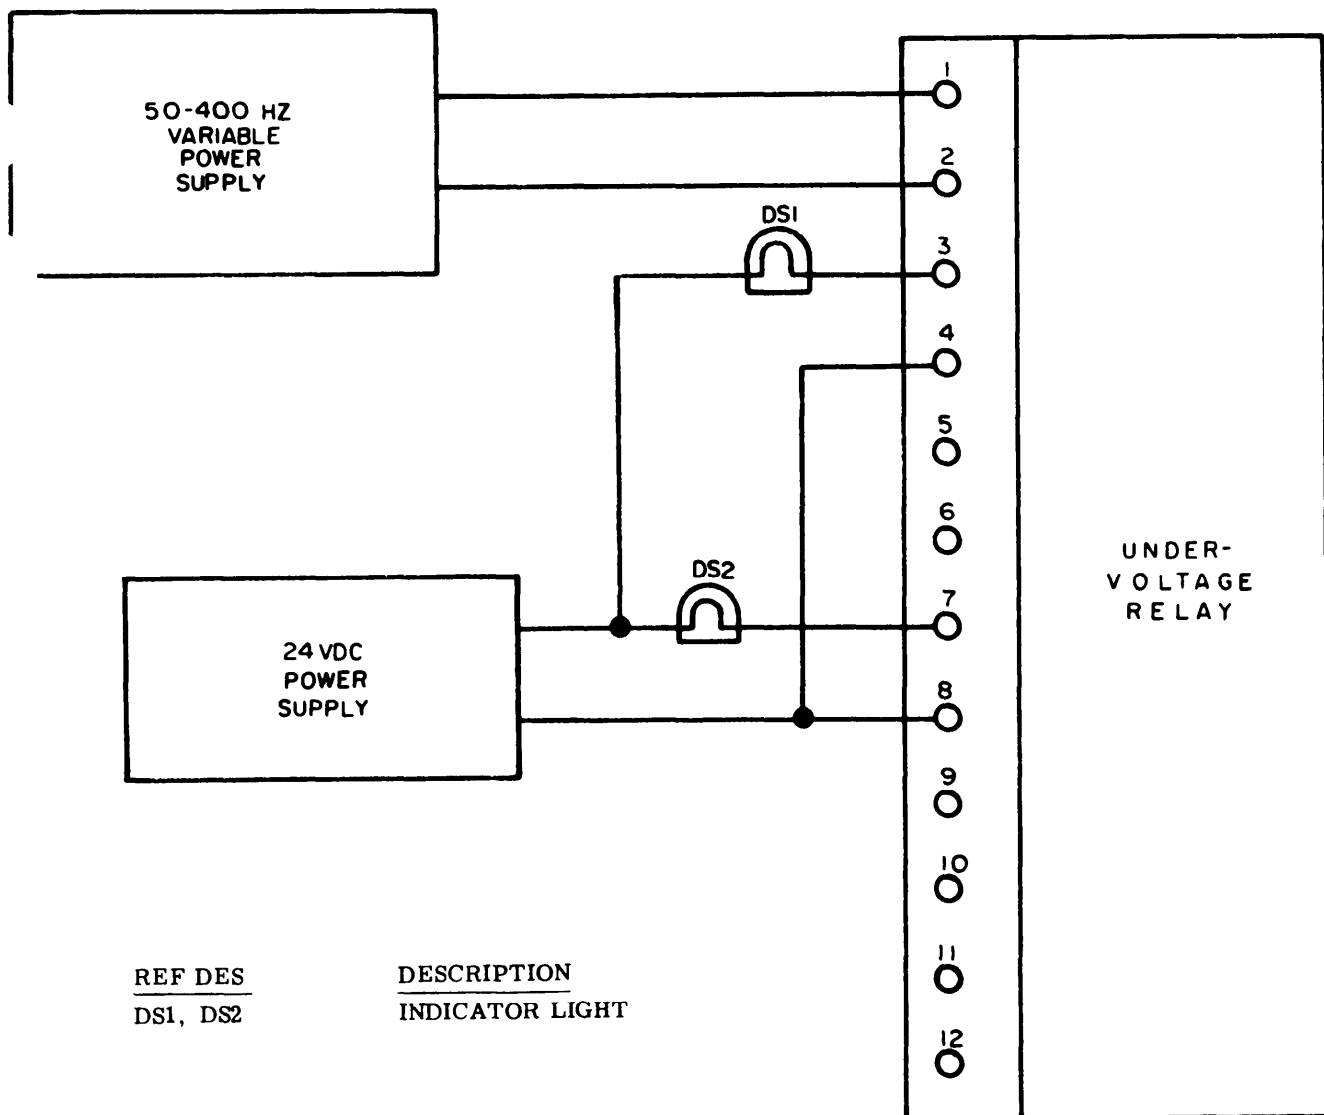 50-400 HZ
VARIABLE
POWER
SUPPLY
1
2
DS1
3
4
5
6
DS2
7
8
9
10
11
12
24 VDC
POWER
SUPPLY
UNDER-
VOLTAGE
RELAY
REF DES DESCRIPTION
DS1, DS2 INDICATOR LIGHT